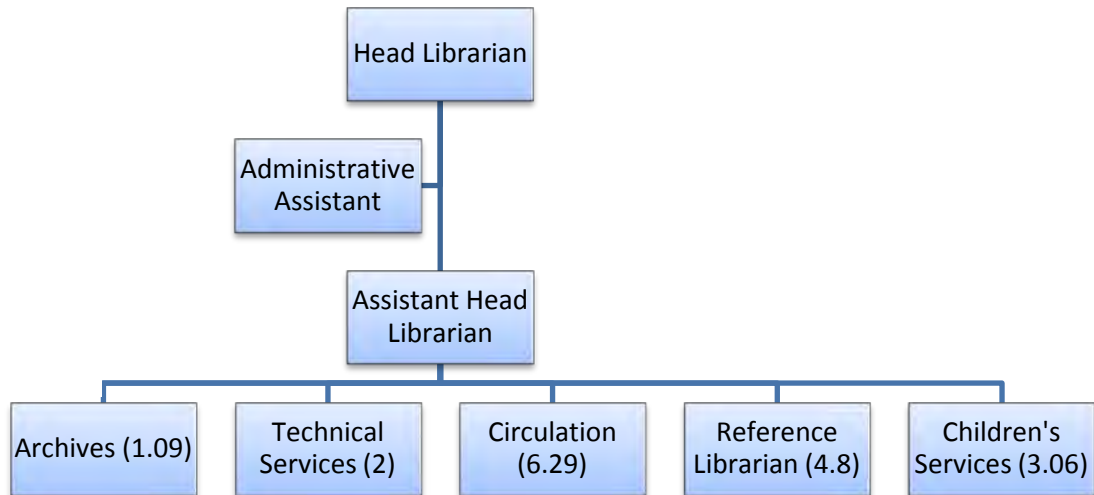 Head Librarian
Administrative
Assistant
Assistant Head
Librarian
Archives (1.09)
Technical
Services (2)
Circulation
(6.29)
Reference
Librarian (4.8)
Children's
Services (3.06)